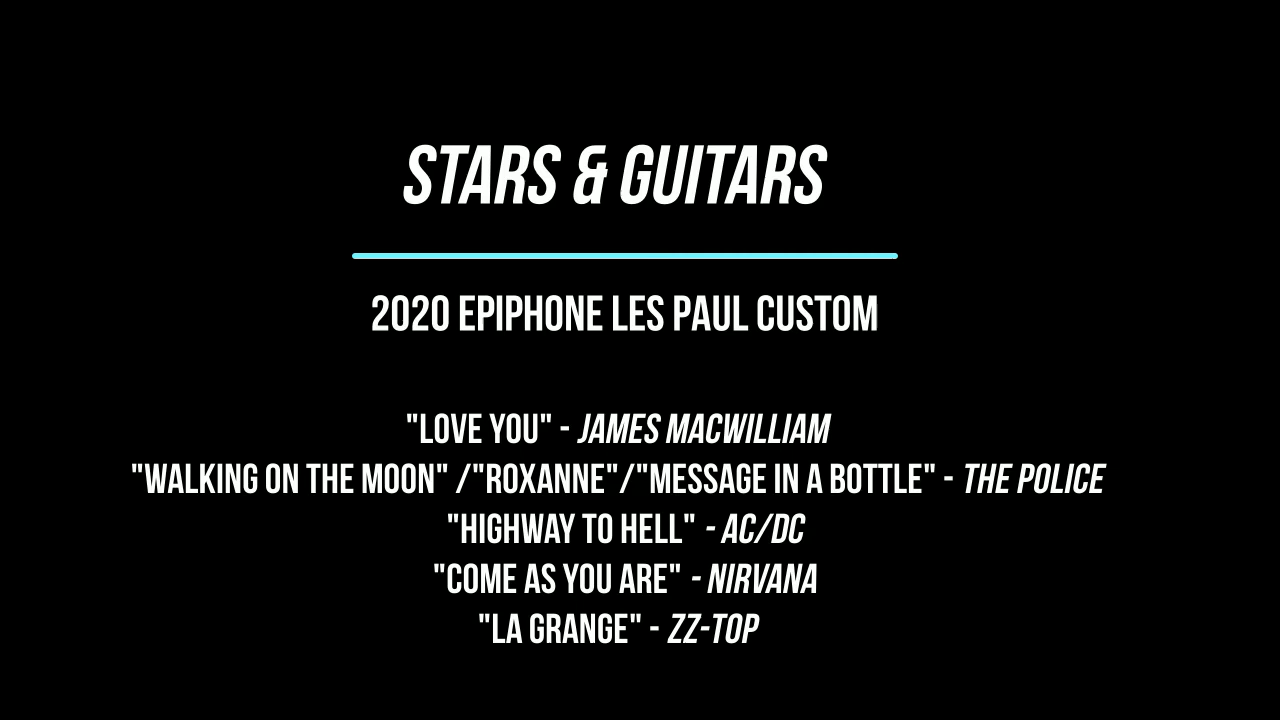 STARS & GUITARS
2020 EPIPHONE LES PAUL CUSTOM
"LOVE YOU" - JAMES MACWILLIAM
"WALKING ON THE MOON" /"ROXANNE"/"MESSAGE IN A BOTTLE" - THE POLICE
"HIGHWAY TO HELL" - AC/DC
"COME AS YOU ARE" - NIRVANA
"LA GRANGE" - ZZ-TOP